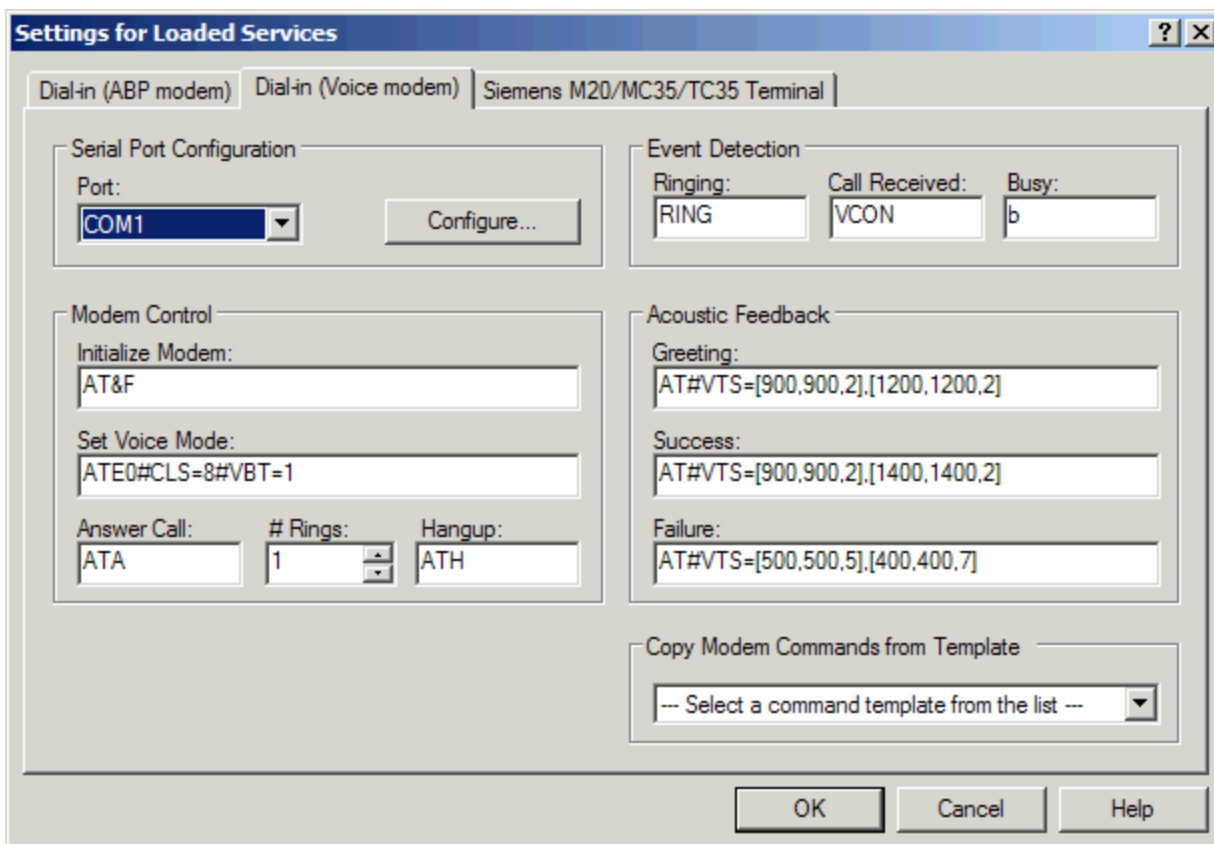 Settings for Loaded Services
Dial-in (ABP modem) Dial-in (Voice modem) Siemens M20/MC35/TC35 Terminal
Serial Port Configuration
Port:
COM1 Configure...
Event Detection
Ringing: Call Received: Busy:
RING VCON b
Modem Control
Initialize Modem:
AT&F
Set Voice Mode:
ATE0#CLS=8#VBT=1
Answer Call: # Rings: Hangup:
ATA 1 ATH
Acoustic Feedback
Greeting:
AT#VTS=[900,900,2],[1200,1200,2]
Success:
AT#VTS=[900,900,2],[1400,1400,2]
Failure:
AT#VTS=[500,500,5],[400,400,7]
Copy Modem Commands from Template
--- Select a command template from the list ---
OK Cancel Help